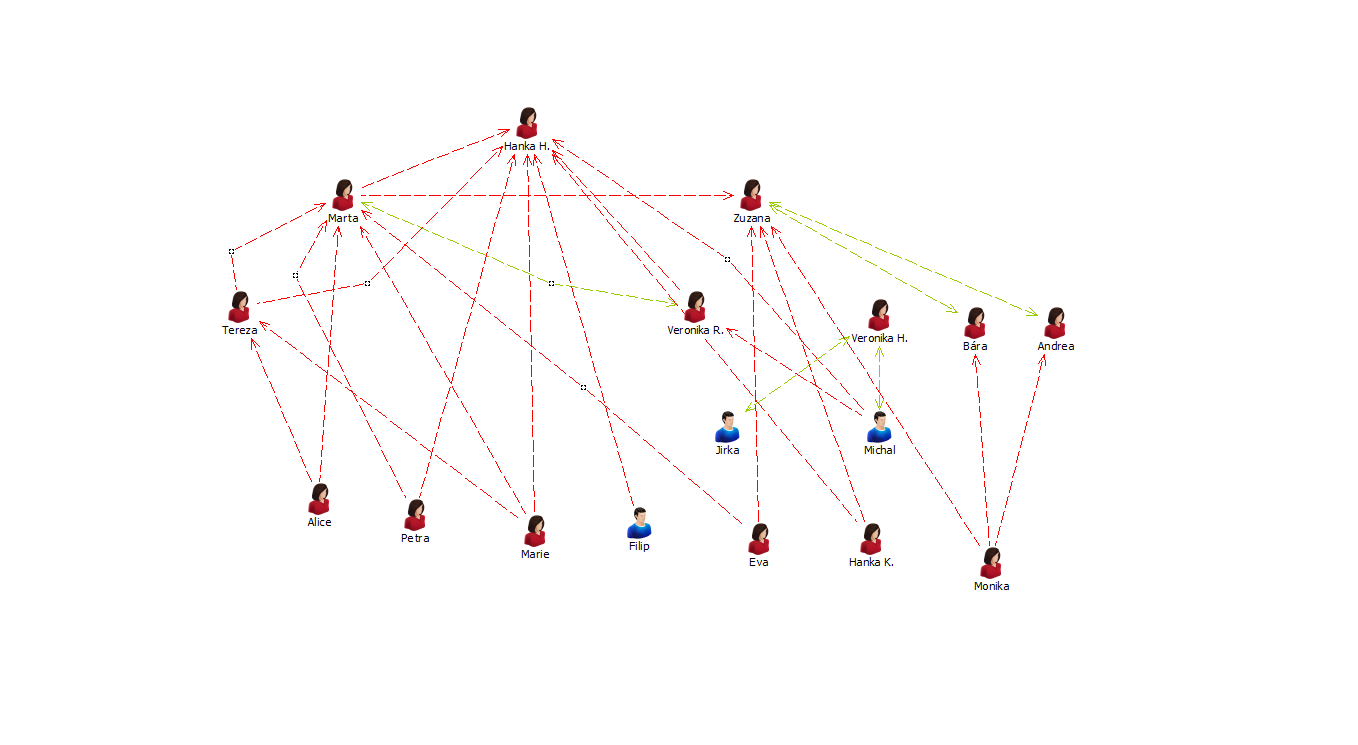 Hanka H.
Marta
Zuzana
Tereza
Veronika R.
Veronika H.
Bára
Andrea
Jirka
Michal
Alice
Petra
Marie
Filip
Eva
Hanka K.
Monika